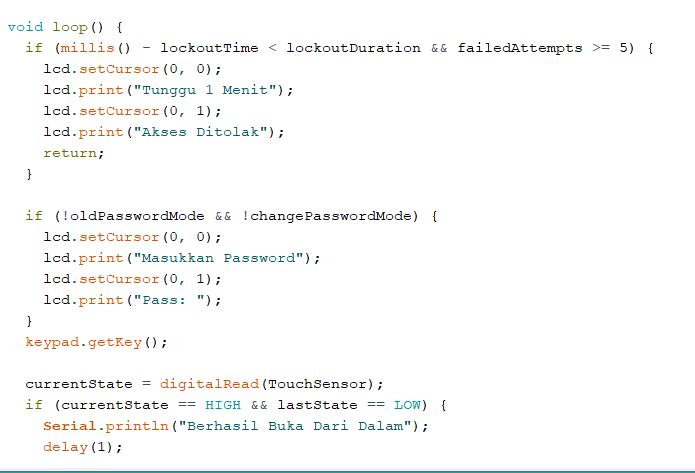 void loop() {
if (millis() - lockoutTime < lockoutDuration && failedAttempts >= 5) {
lcd.setCursor(0, 0);
lcd.print("Tunggu 1 Menit");
lcd.setCursor(0, 1);
lcd.print("Akses Ditolak");
return;
}
if (!oldPasswordMode && !changePasswordMode) {
lcd.setCursor(0, 0);
lcd.print("Masukkan Password");
lcd.setCursor(0, 1);
lcd.print("Pass: ");
}
keypad.getKey();
currentState = digitalRead(TouchSensor);
if (currentState == HIGH && lastState == LOW) {
Serial.println("Berhasil Buka Dari Dalam");
delay(1);